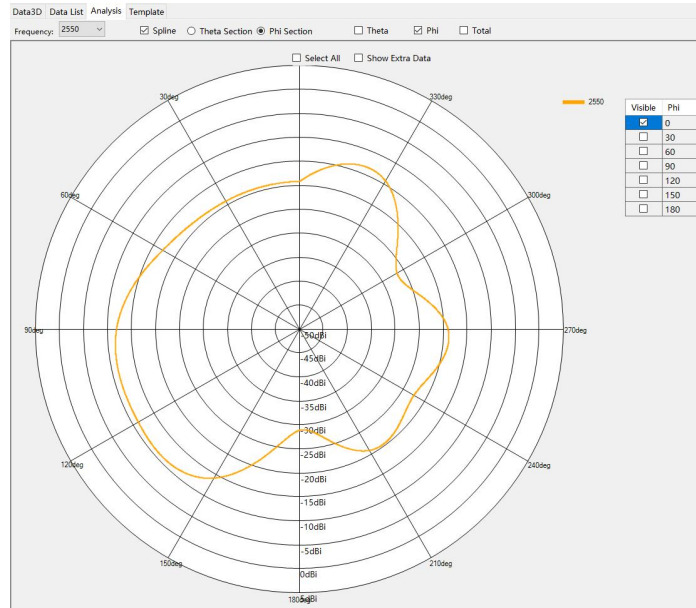 Data3D Data List Analysis Template
Frequency: 2550 Spline Theta Section Phi Section Theta Phi Total
Select All Show Extra Data
30deg 330deg
2550
Visible Phi
0
30
60
90
120
150
180
60deg 300deg
90deg 270deg
-50dBi
-45dBi
-40dBi
-35dBi
-30dBi
-25dBi
120deg 240deg
-20dBi
-15dBi
-10dBi
-5dBi
150deg 210deg
0dBi
180deg 5dBi